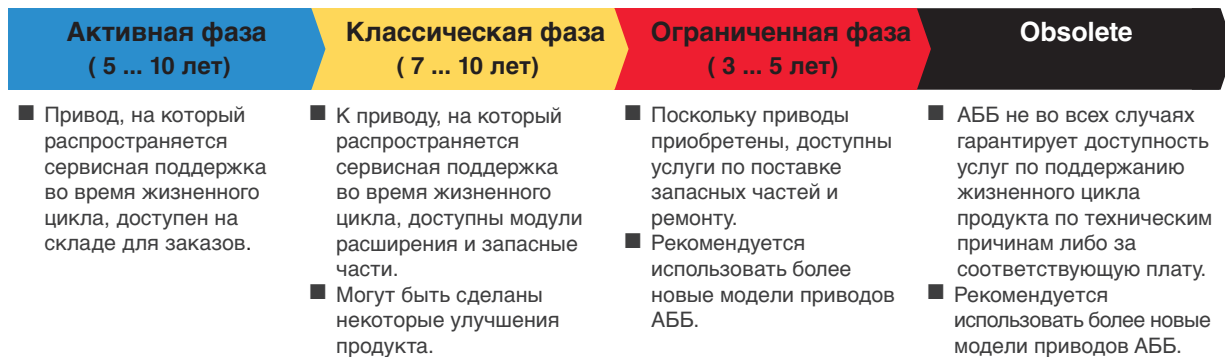 Активная фаза
( 5 ... 10 лет)
Классическая фаза
( 7 ... 10 лет)
Ограниченная фаза
( 3 ... 5 лет)
Obsolete
■ Привод, на который
распространяется
сервисная поддержка
во время жизненного
цикла, доступен на
складе для заказов.
■ К приводу, на который
распространяется
сервисная поддержка
во время жизненного
цикла, доступны модули
расширения и запасные
части.
■ Могут быть сделаны
некоторые улучшения
продукта.
■ Поскольку приводы
приобретены, доступны
услуги по поставке
запасных частей и
ремонту.
■ Рекомендуется
использовать более
новые модели приводов
АББ.
■ АББ не во всех случаях
гарантирует доступность
услуг по поддержанию
жизненного цикла
продукта по техническим
причинам либо за
соответствующую плату.
■ Рекомендуется
использовать более новые
модели приводов АББ.